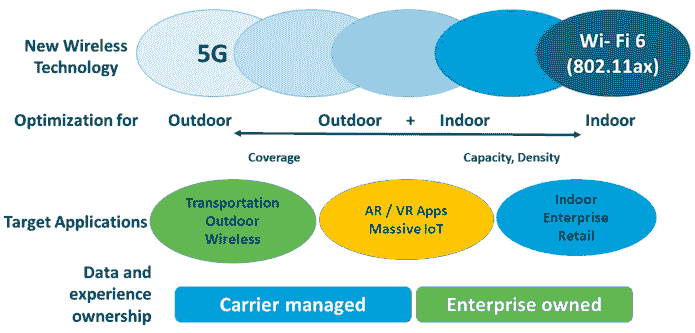 New Wireless
Technology
5G
Wi- Fi 6
(802.11ax)
Optimization for
Outdoor
Outdoor + Indoor
Indoor
Coverage
Capacity, Density
Target Applications
Transportation
Outdoor
Wireless
AR / VR Apps
Massive IoT
Indoor
Enterprise
Retail
Data and
experience
ownership
Carrier managed
Enterprise owned